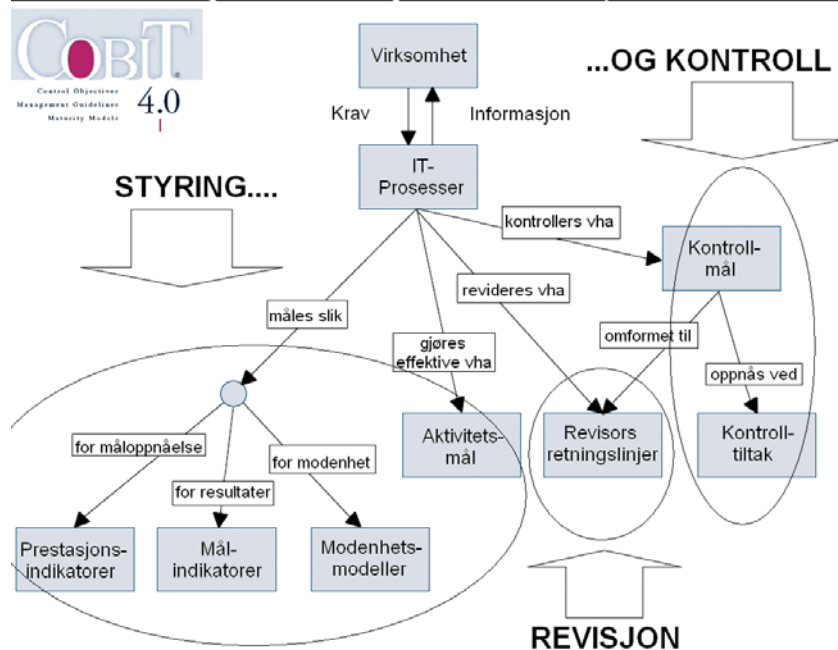 COBIT
Control Objectives
Management Guidelines
Maturity Models
4.0
Virksomhet
...OG KONTROLL
Krav
Informasjon
IT-
Prosesser
STYRING....
kontrollers vha
Kontroll-
mål
revideres vha
måles slik
omformet til
gjøres
effektive vha
oppnås ved
Aktivitets-
mål
Revisors
retningslinjer
Kontroll-
tiltak
for måloppnåelse
for modenhet
for resultater
Prestasjons-
indikatorer
Mål-
indikatorer
Modenhets-
modeller
REVISJON